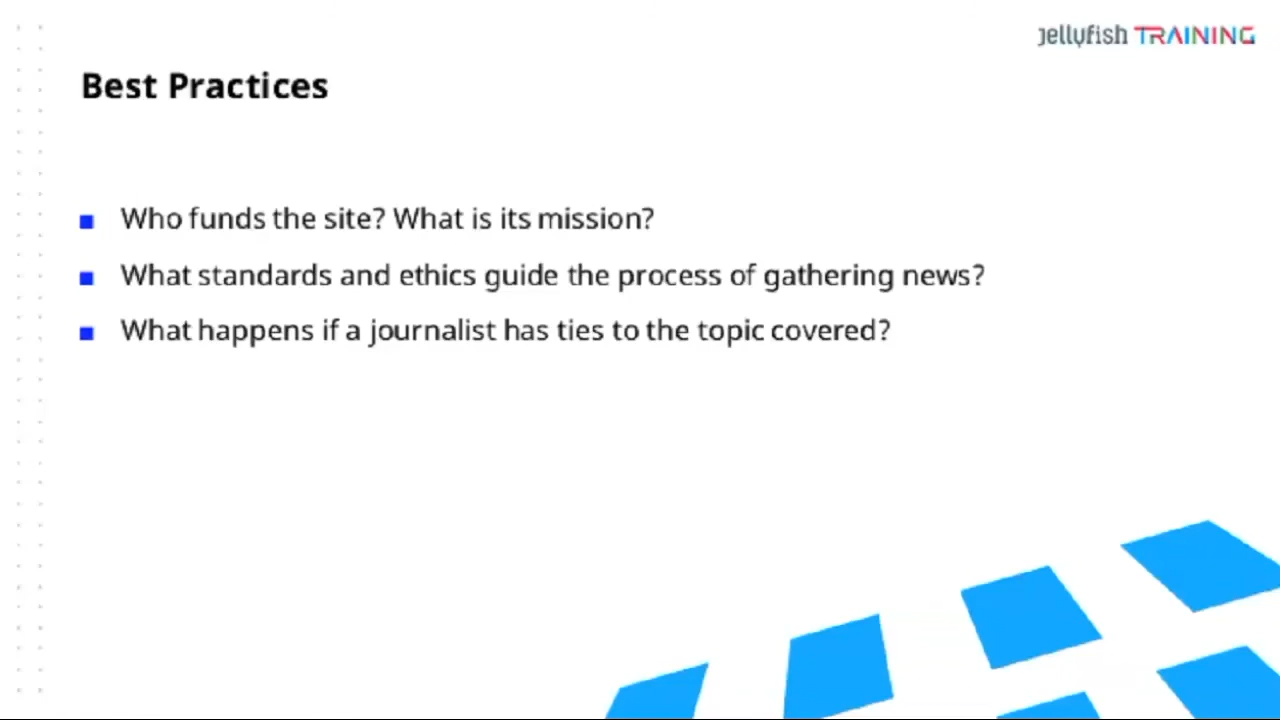 jellyfish TRAINING
Best Practices
Who funds the site? What is its mission?
What standards and ethics guide the process of gathering news?
What happens if a journalist has ties to the topic covered?